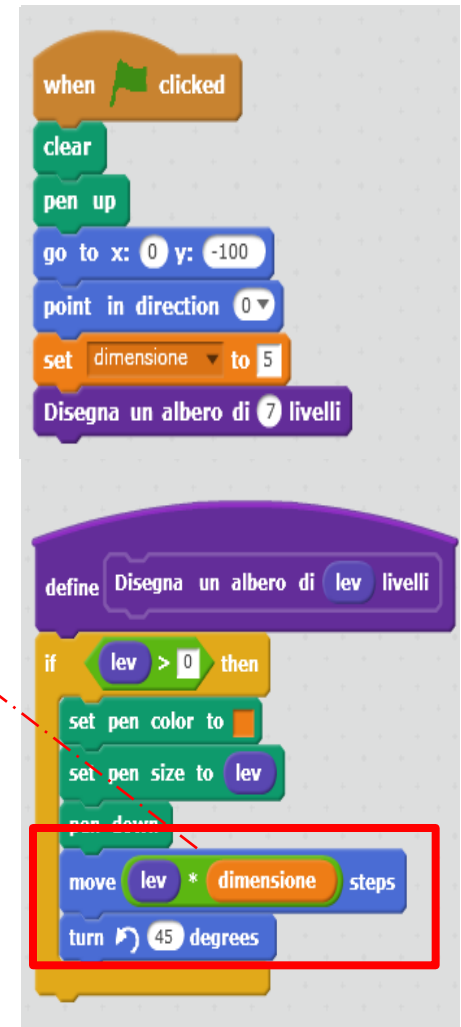 when clicked
clear
pen up
go to x: 0 y: -100
point in direction 0
set dimensione to 5
Disegna un albero di 7 livelli
define Disegna un albero di lev livelli
if lev > 0 then
set pen color to
set pen size to lev
pen down
move lev * dimensione steps
turn 45 degrees